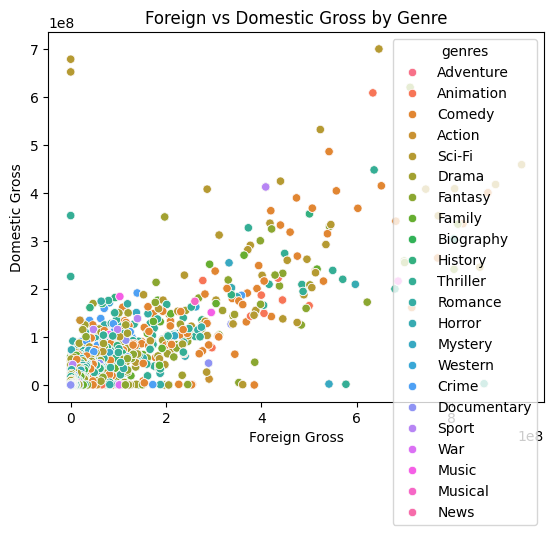 Foreign vs Domestic Gross by Genre
1e8
7
6
5
4
3
2
1
0
Domestic Gross
0
2
4
6
8
1e8
Foreign Gross
genres
Adventure
Animation
Comedy
Action
Sci-Fi
Drama
Fantasy
Family
Biography
History
Thriller
Romance
Horror
Mystery
Western
Crime
Documentary
Sport
War
Music
Musical
News